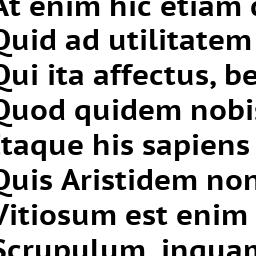 At enim hic etiam
Quid ad utilitatem
Qui ita affectus, be
Quod quidem nobis
Itaque his sapiens
Quis Aristidem non
Vitiosum est enim
Scrupulum, inquam